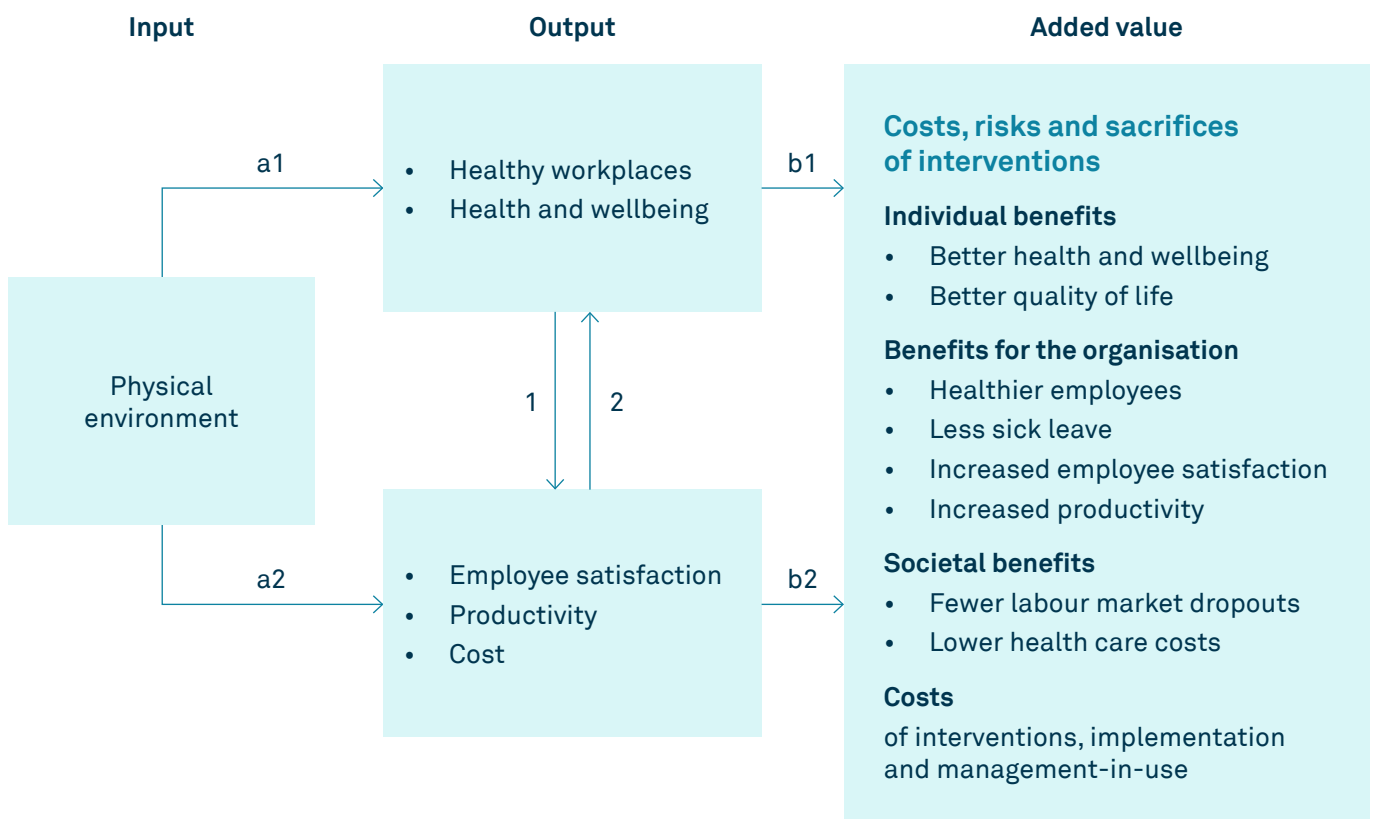 Input
Output
Added value
a1
• Healthy workplaces
• Health and wellbeing
b1
Physical
environment
1
2
a2
• Employee satisfaction
• Productivity
• Cost
b2
Costs, risks and sacrifices
of interventions
Individual benefits
• Better health and wellbeing
• Better quality of life
Benefits for the organisation
• Healthier employees
• Less sick leave
• Increased employee satisfaction
• Increased productivity
Societal benefits
• Fewer labour market dropouts
• Lower health care costs
Costs
of interventions, implementation
and management-in-use